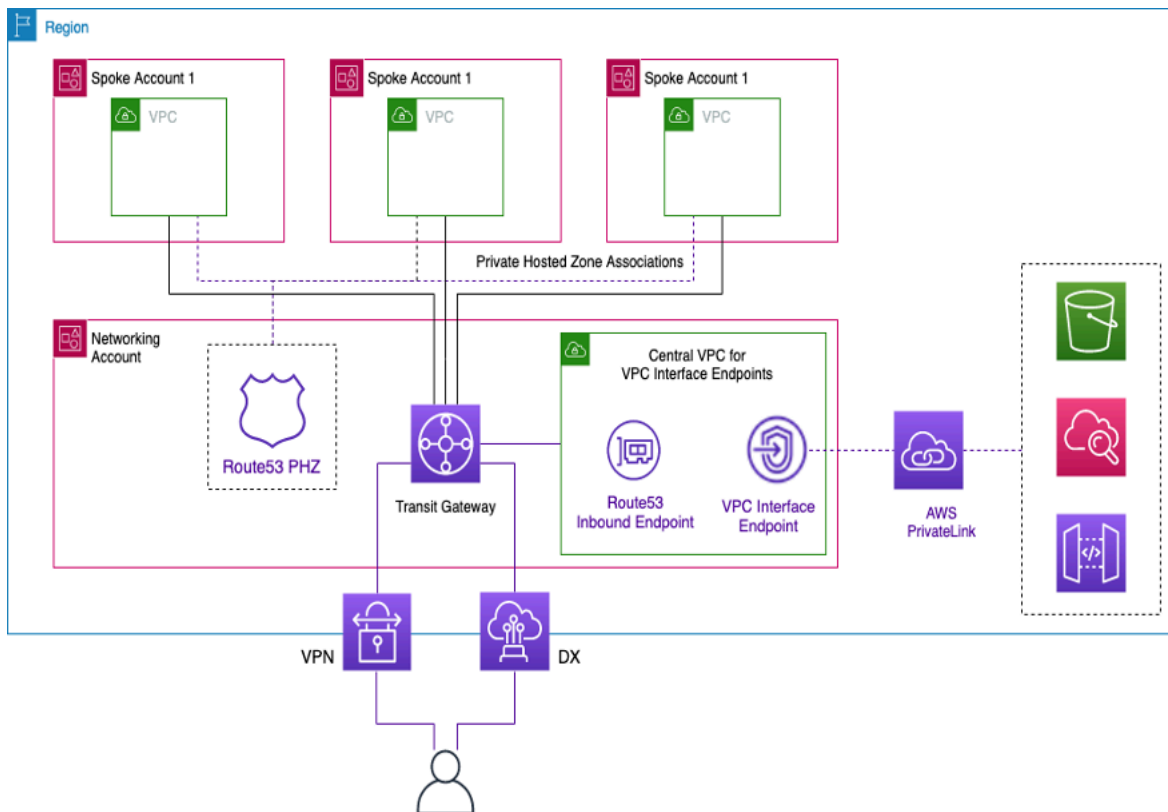 Region
Spoke Account 1
Spoke Account 1
Spoke Account 1
VPC
VPC
VPC
Private Hosted Zone Associations
Networking
Account
Central VPC for
VPC Interface Endpoints
Route53 PHZ
Transit Gateway
Route53
Inbound Endpoint
VPC Interface
Endpoint
AWS
PrivateLink
</>
VPN
DX